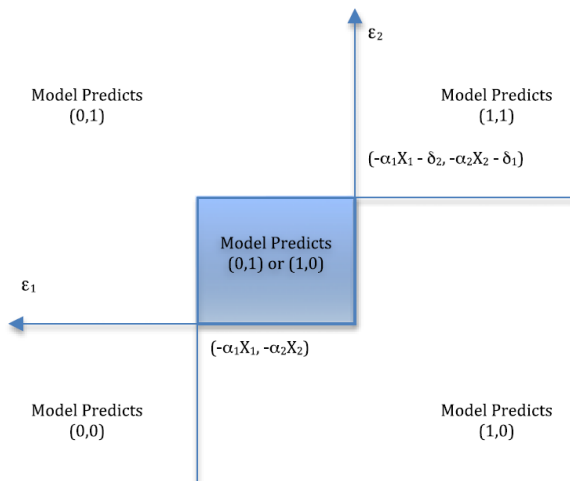 ε₂
Model Predicts
(0,1)
Model Predicts
(1,1)
(-α₁X₁ - δ₂, -α₂X₂ - δ₁)
Model Predicts
(0,1) or (1,0)
ε₁
(-α₁X₁, -α₂X₂)
Model Predicts
(0,0)
Model Predicts
(1,0)